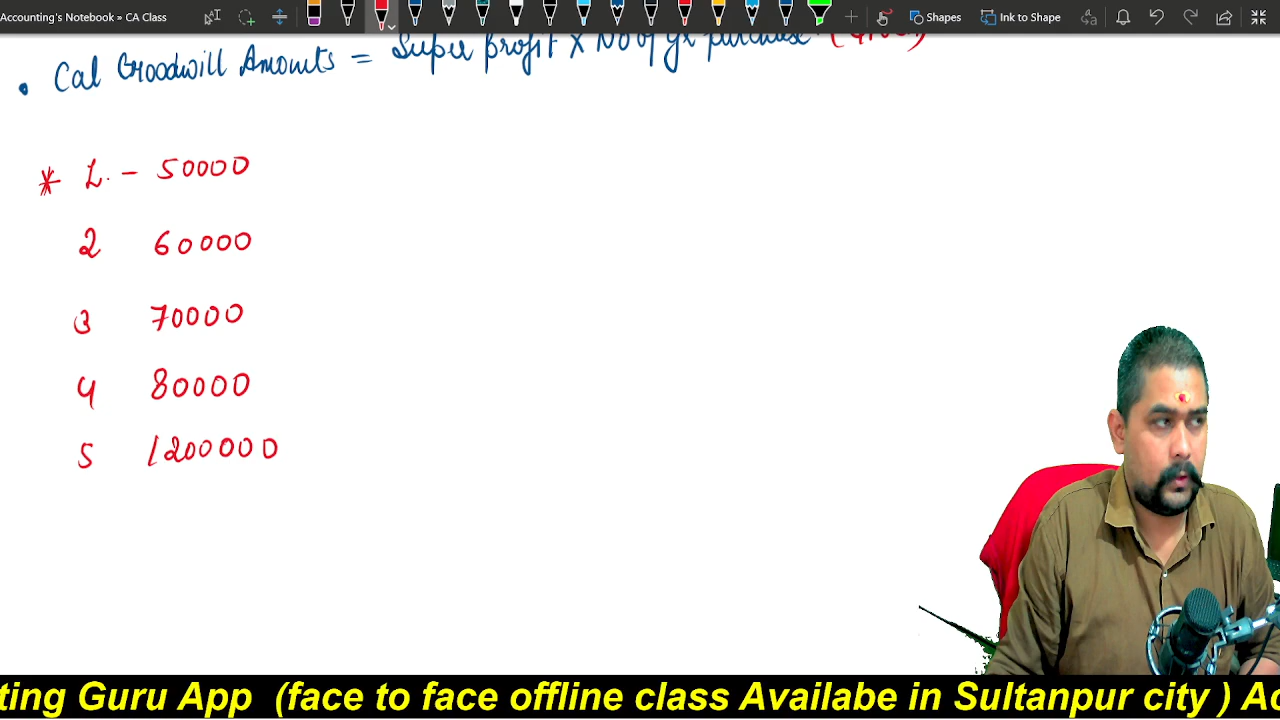 Accounting's Notebook » CA Class
Shapes
Ink to Shape
• Cal Goodwill Amounts = Super profit X No of yr purchase (Given)
* 1. - 50000
2 60000
3 70000
4 80000
5 1200000
ting Guru App (face to face offline class Availabe in Sultanpur city ) Ac